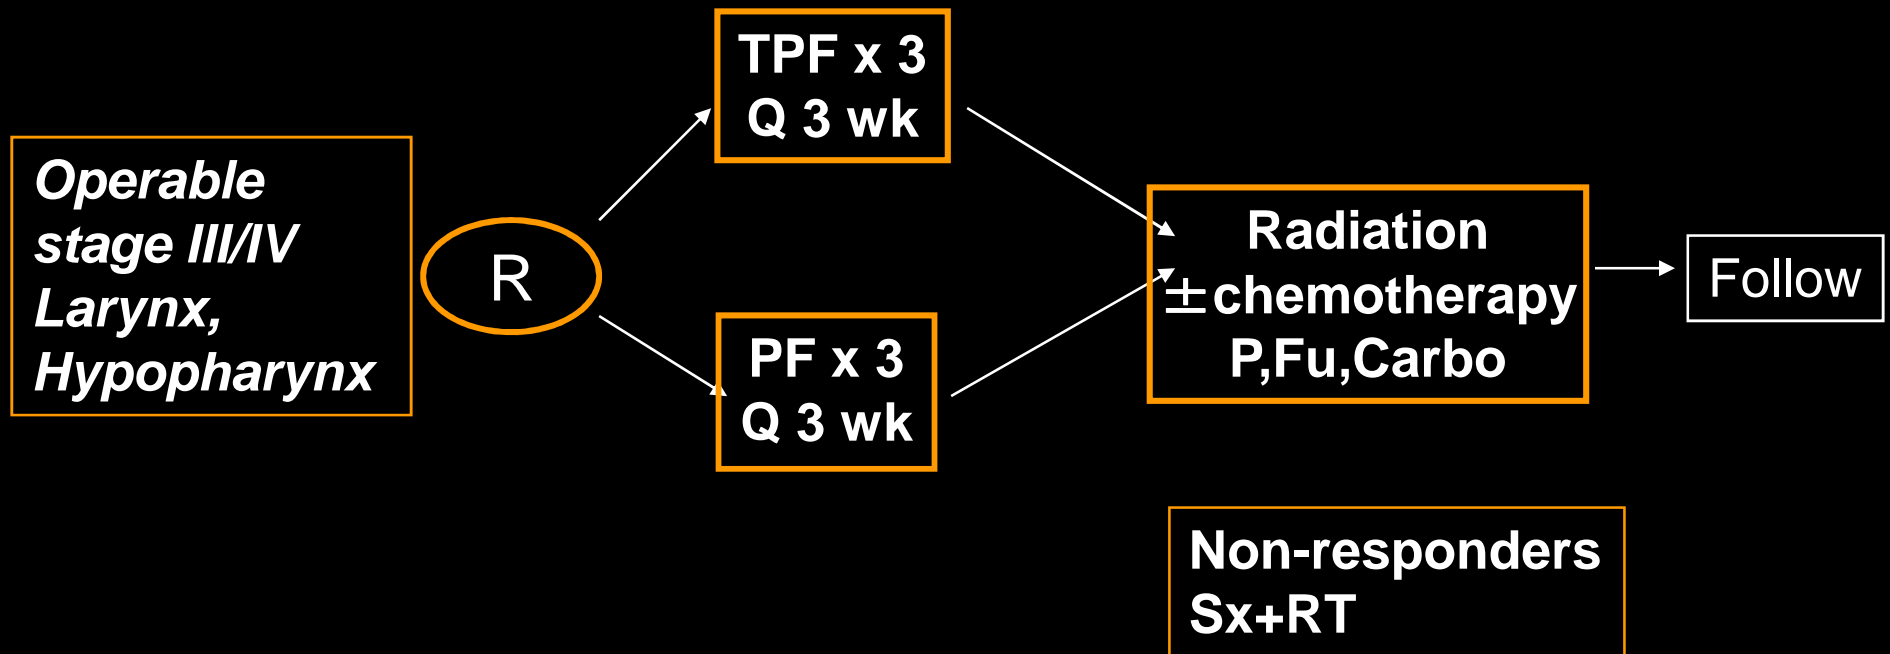 Operable
stage III/IV
Larynx,
Hypopharynx
R
TPF x 3
Q 3 wk
PF x 3
Q 3 wk
Radiation
±chemotherapy
P,Fu,Carbo
Follow
Non-responders
Sx+RT